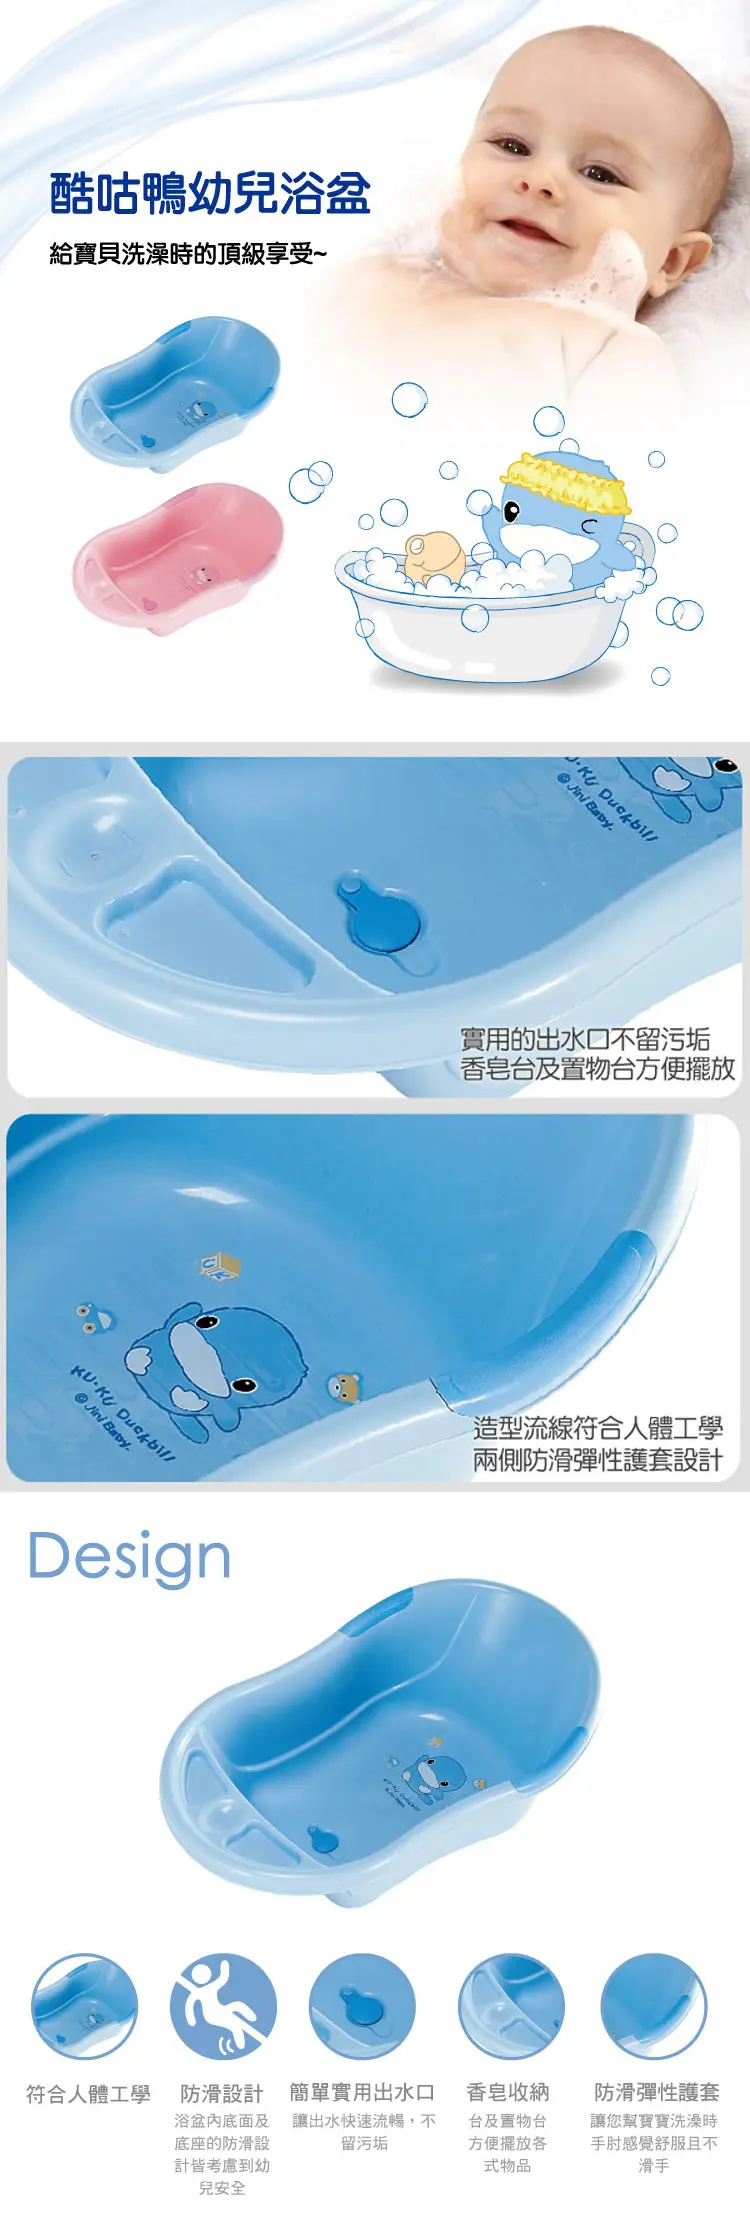 酷咕鴨幼兒浴盆
給寶貝洗澡時的頂級享受~
KU·KU Duckbill
© Jini Baby.
實用的出水口不留污垢
香皂台及置物台方便擺放
KU·KU Duckbill
© Jini Baby.
造型流線符合人體工學
兩側防滑彈性護套設計
Design
KU·KU Duckbill
符合人體工學
防滑設計
浴盆內底面及
底座的防滑設
計皆考慮到幼
兒安全
簡單實用出水口
讓出水快速流暢，不
留污垢
香皂收納
台及置物台
方便擺放各
式物品
防滑彈性護套
讓您幫寶寶洗澡時
手肘感覺舒服且不
滑手